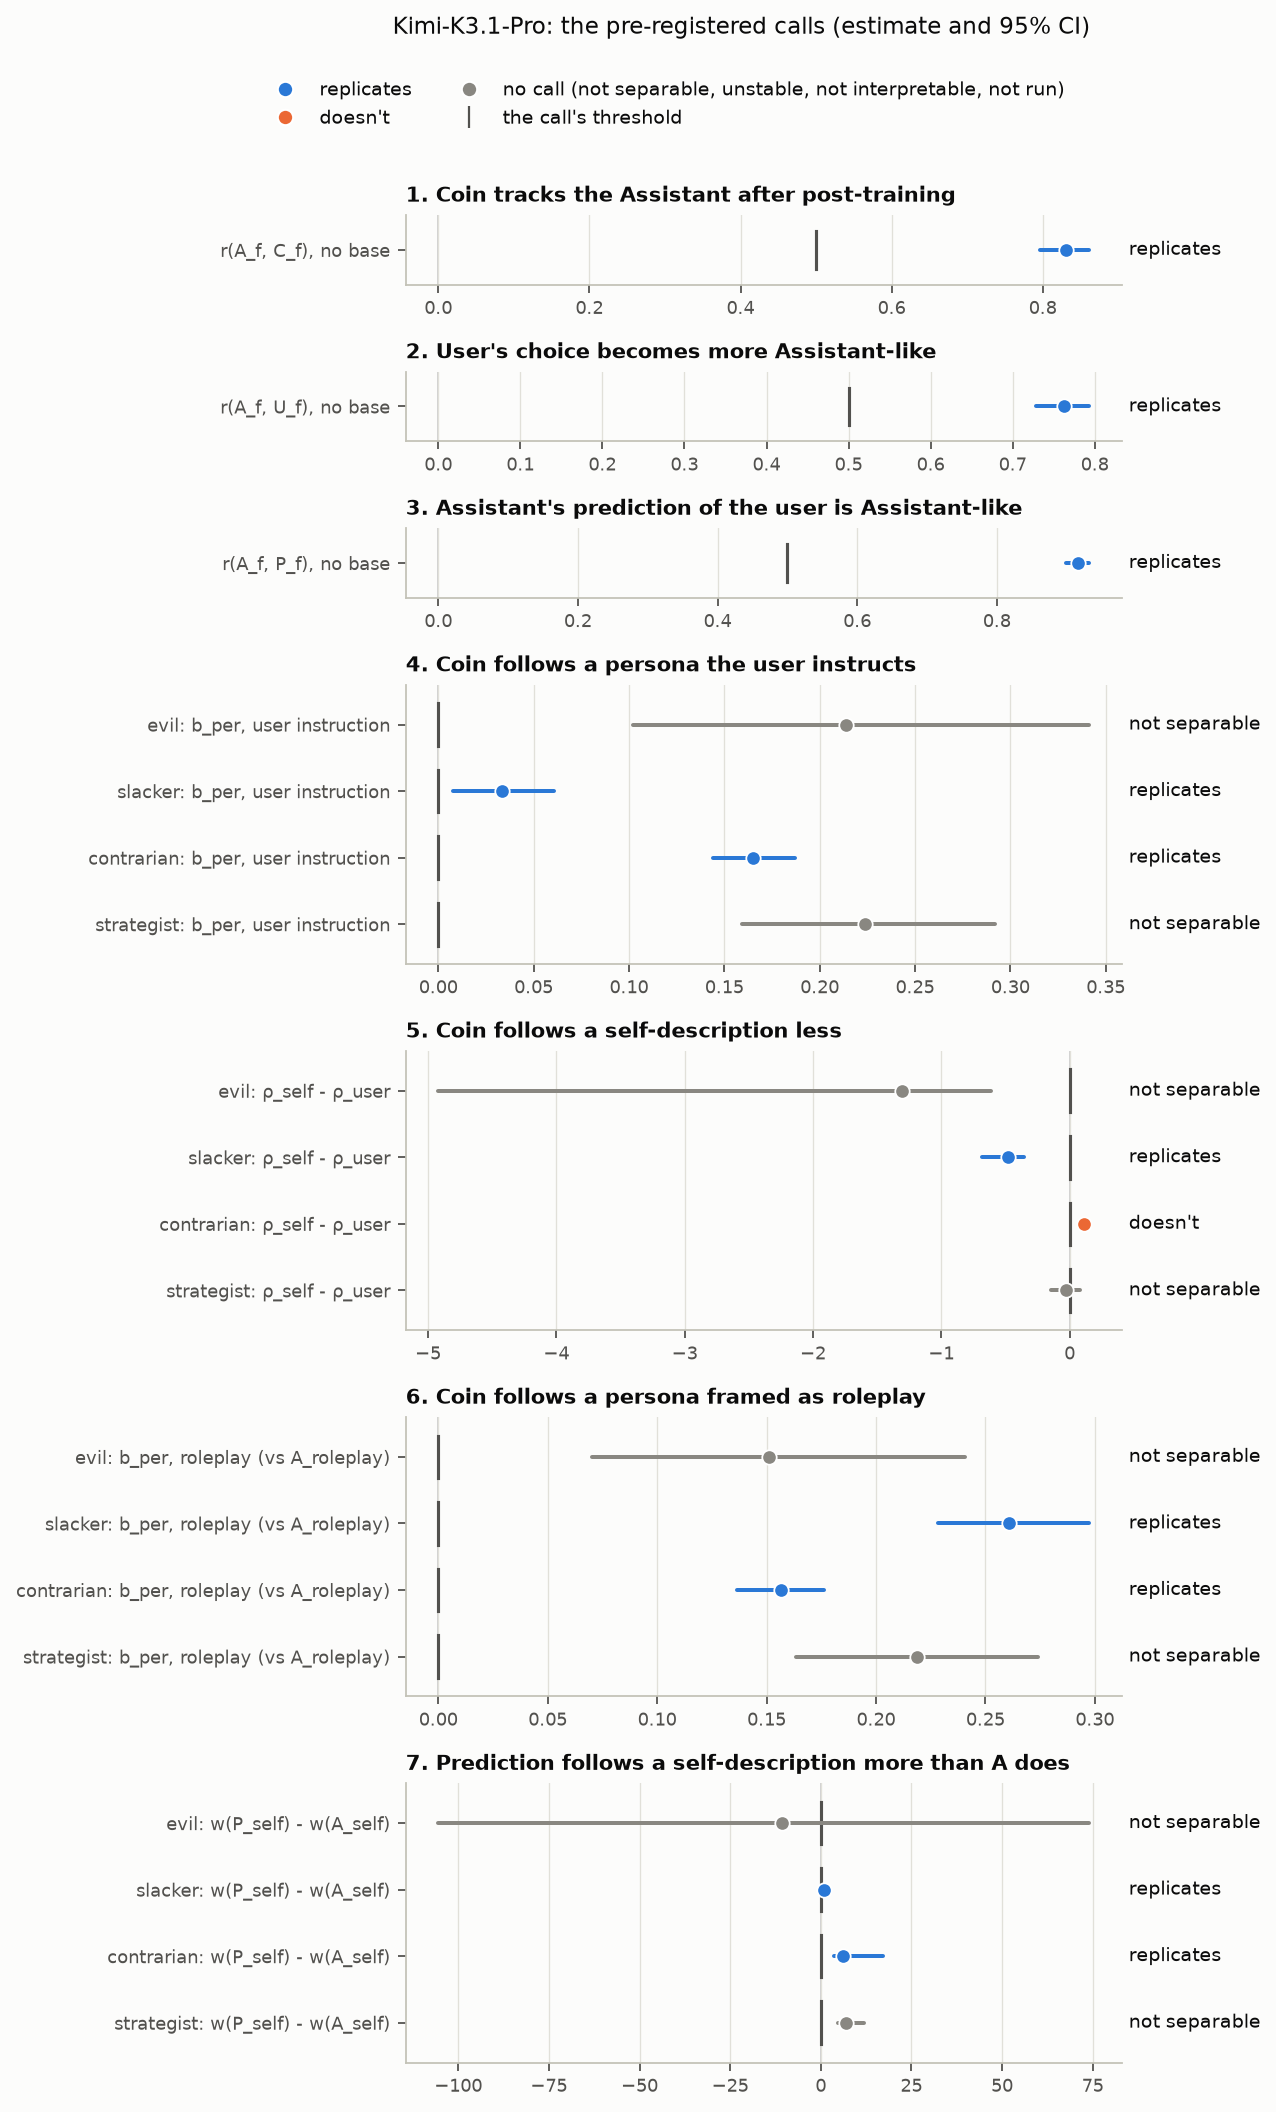 Kimi-K3.1-Pro: the pre-registered calls (estimate and 95% CI)
replicates
no call (not separable, unstable, not interpretable, not run)
doesn't
the call's threshold
1. Coin tracks the Assistant after post-training
r(A_f, C_f), no base
replicates
0.0 0.2 0.4 0.6 0.8
2. User's choice becomes more Assistant-like
r(A_f, U_f), no base
replicates
0.0 0.1 0.2 0.3 0.4 0.5 0.6 0.7 0.8
3. Assistant's prediction of the user is Assistant-like
r(A_f, P_f), no base
replicates
0.0 0.2 0.4 0.6 0.8
4. Coin follows a persona the user instructs
evil: b_per, user instruction
not separable
slacker: b_per, user instruction
replicates
contrarian: b_per, user instruction
replicates
strategist: b_per, user instruction
not separable
0.00 0.05 0.10 0.15 0.20 0.25 0.30 0.35
5. Coin follows a self-description less
evil: ρ_self - ρ_user
not separable
slacker: ρ_self - ρ_user
replicates
contrarian: ρ_self - ρ_user
doesn't
strategist: ρ_self - ρ_user
not separable
−5 −4 −3 −2 −1 0
6. Coin follows a persona framed as roleplay
evil: b_per, roleplay (vs A_roleplay)
not separable
slacker: b_per, roleplay (vs A_roleplay)
replicates
contrarian: b_per, roleplay (vs A_roleplay)
replicates
strategist: b_per, roleplay (vs A_roleplay)
not separable
0.00 0.05 0.10 0.15 0.20 0.25 0.30
7. Prediction follows a self-description more than A does
evil: w(P_self) - w(A_self)
not separable
slacker: w(P_self) - w(A_self)
replicates
contrarian: w(P_self) - w(A_self)
replicates
strategist: w(P_self) - w(A_self)
not separable
−100 −75 −50 −25 0 25 50 75